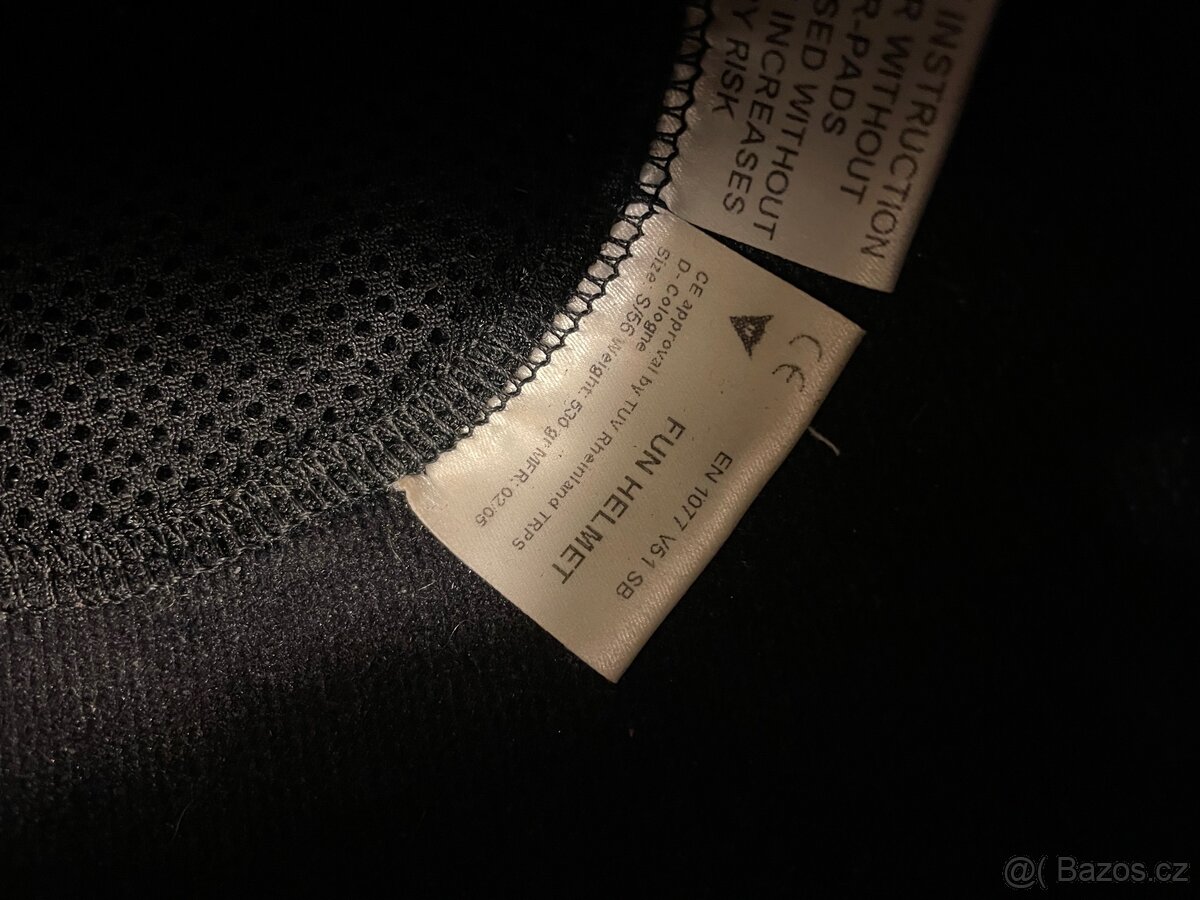 INSTRUCTION
R WITHOUT
R-PADS
SED WITHOUT
INCREASES
Y RISK
CE
EN 1077 V51 SB
FUN HELMET
CE approval by TUV Rheinland TRPS
D- Cologne
Size: S/56 Weight: 530 gr MFR: 02/05
@( Bazos.cz